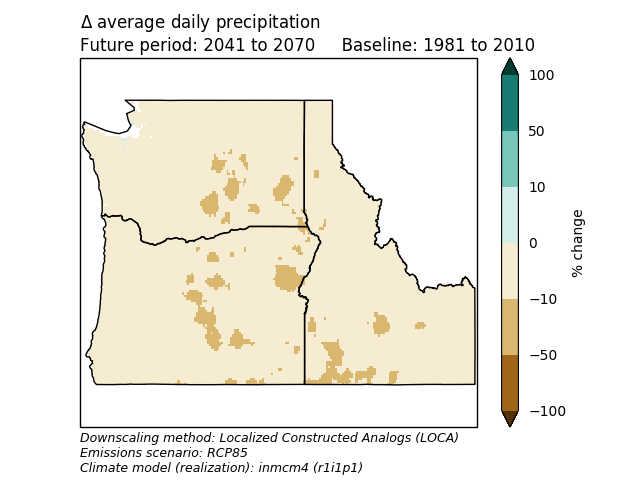 Δ average daily precipitation
Future period: 2041 to 2070     Baseline: 1981 to 2010
100
50
10
0
−10
−50
−100
% change
Downscaling method: Localized Constructed Analogs (LOCA)
Emissions scenario: RCP85
Climate model (realization): inmcm4 (r1i1p1)